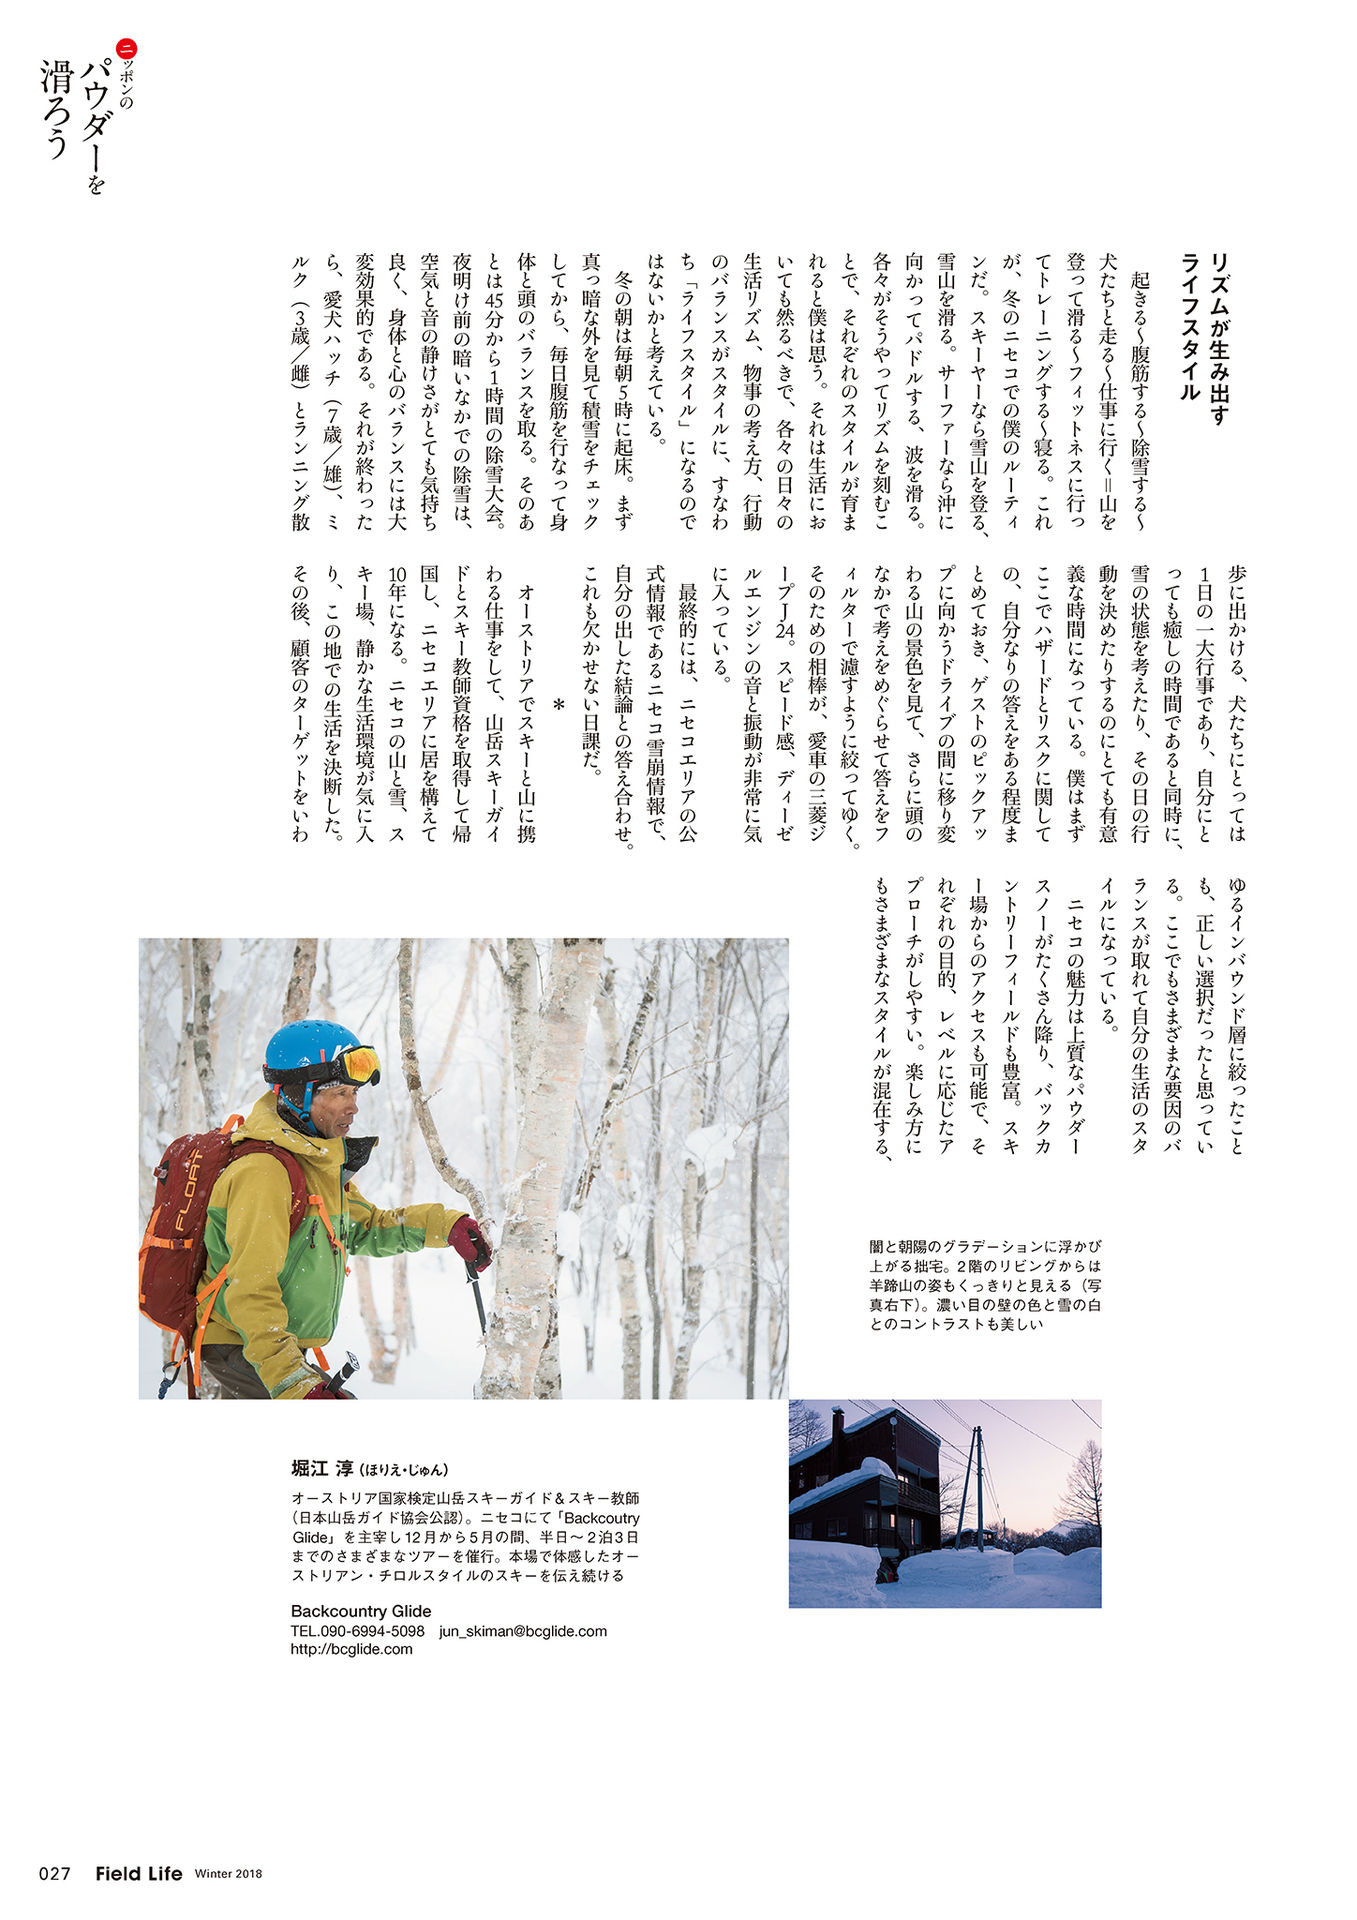 ニッポンの
パウダーを
滑ろう
リズムが生み出す
ライフスタイル
起きる〜腹筋する〜除雪する〜
犬たちと走る〜仕事に行く＝山を
登って滑る〜フィットネスに行っ
てトレーニングする〜寝る。これ
が、冬のニセコでの僕のルーティ
ンだ。スキーヤーなら雪山を登る、
雪山を滑る。サーファーなら沖に
向かってパドルする、波を滑る。
各々がそうやってリズムを刻むこ
とで、それぞれのスタイルが育ま
れると僕は思う。それは生活にお
いても然るべきで、各々の日々の
生活リズム、物事の考え方、行動
のバランスがスタイルに、すなわ
ち「ライフスタイル」になるので
はないかと考えている。
冬の朝は毎朝5時に起床。まず
真っ暗な外を見て積雪をチェック
してから、毎日腹筋を行なって身
体と頭のバランスを取る。そのあ
とは45分から1時間の除雪大会。
夜明け前の暗いなかでの除雪は、
空気と音の静けさがとても気持ち
良く、身体と心のバランスには大
変効果的である。それが終わった
ら、愛犬ハッチ（7歳／雄）、ミ
ルク（3歳／雌）とランニング散
歩に出かける、犬たちにとっては
1日の一大行事であり、自分にと
っても癒しの時間であると同時に、
雪の状態を考えたり、その日の行
動を決めたりするのにとても有意
義な時間になっている。僕はまず
ここでハザードとリスクに関して
の、自分なりの答えをある程度ま
とめておき、ゲストのピックアッ
プに向かうドライブの間に移り変
わる山の景色を見て、さらに頭の
なかで考えをめぐらせて答えをフ
ィルターで濾すように絞ってゆく。
そのための相棒が、愛車の三菱ジ
ープJ24。スピード感、ディーゼ
ルエンジンの音と振動が非常に気
に入っている。
最終的には、ニセコエリアの公
式情報であるニセコ雪崩情報で、
自分の出した結論との答え合わせ。
これも欠かせない日課だ。
＊
オーストリアでスキーと山に携
わる仕事をして、山岳スキーガイ
ドとスキー教師資格を取得して帰
国し、ニセコエリアに居を構えて
10年になる。ニセコの山と雪、ス
キー場、静かな生活環境が気に入
り、この地での生活を決断した。
その後、顧客のターゲットをいわ
ゆるインバウンド層に絞ったこと
も、正しい選択だったと思ってい
る。ここでもさまざまな要因のバ
ランスが取れて自分の生活のスタ
イルになっている。
ニセコの魅力は上質なパウダー
スノーがたくさん降り、バックカ
ントリーフィールドも豊富。スキ
ー場からのアクセスも可能で、そ
れぞれの目的、レベルに応じたア
プローチがしやすい。楽しみ方に
もさまざまなスタイルが混在する、
FLOAT
闇と朝陽のグラデーションに浮かび
上がる拙宅。2階のリビングからは
羊蹄山の姿もくっきりと見える（写
真右下）。濃い目の壁の色と雪の白
とのコントラストも美しい
堀江 淳（ほりえ・じゅん）
オーストリア国家検定山岳スキーガイド＆スキー教師
（日本山岳ガイド協会公認）。ニセコにて「Backcoutry
Glide」を主宰し12月から5月の間、半日〜2泊3日
までのさまざまなツアーを催行。本場で体感したオー
ストリアン・チロルスタイルのスキーを伝え続ける
Backcountry Glide
TEL.090-6994-5098 jun_skiman@bcglide.com
http://bcglide.com
027 Field Life Winter 2018